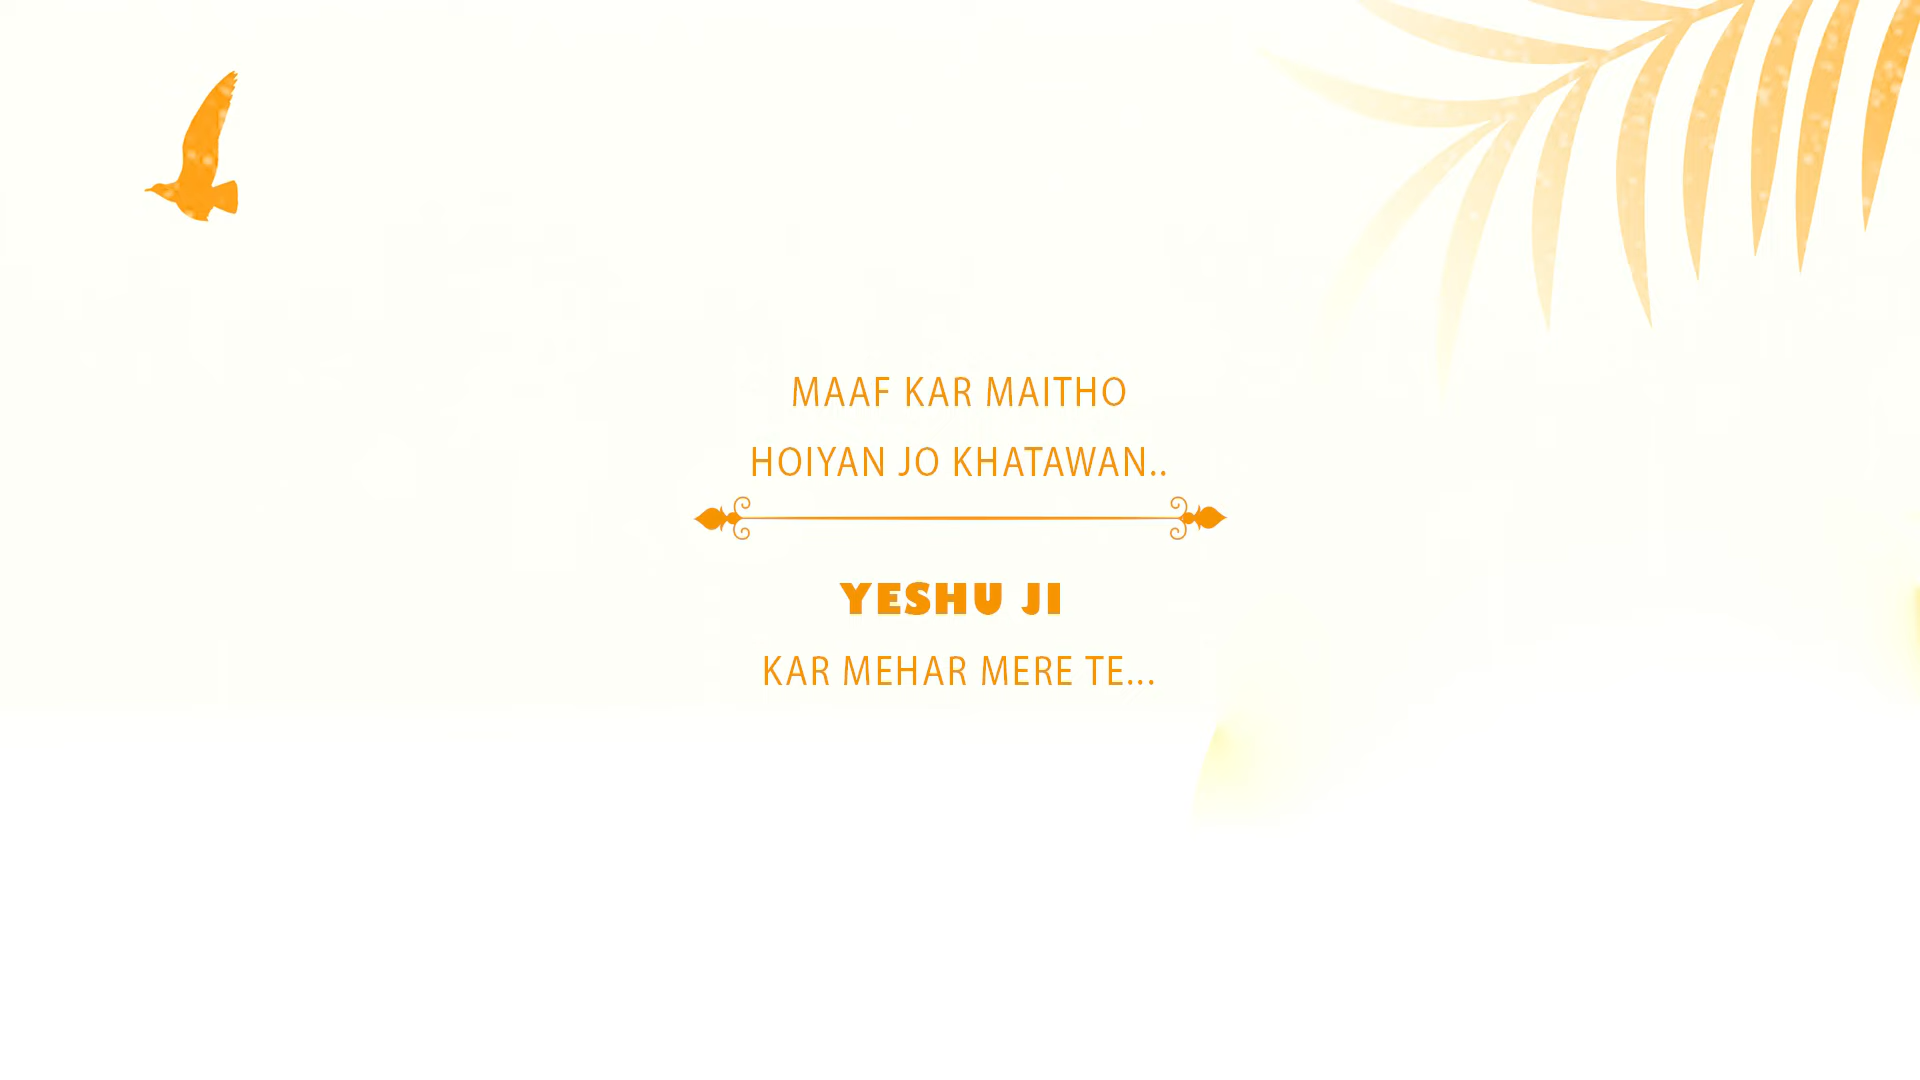 MAAF KAR MAITHO
HOIYAN JO KHATAWAN..
YESHU JI
KAR MEHAR MERE TE...